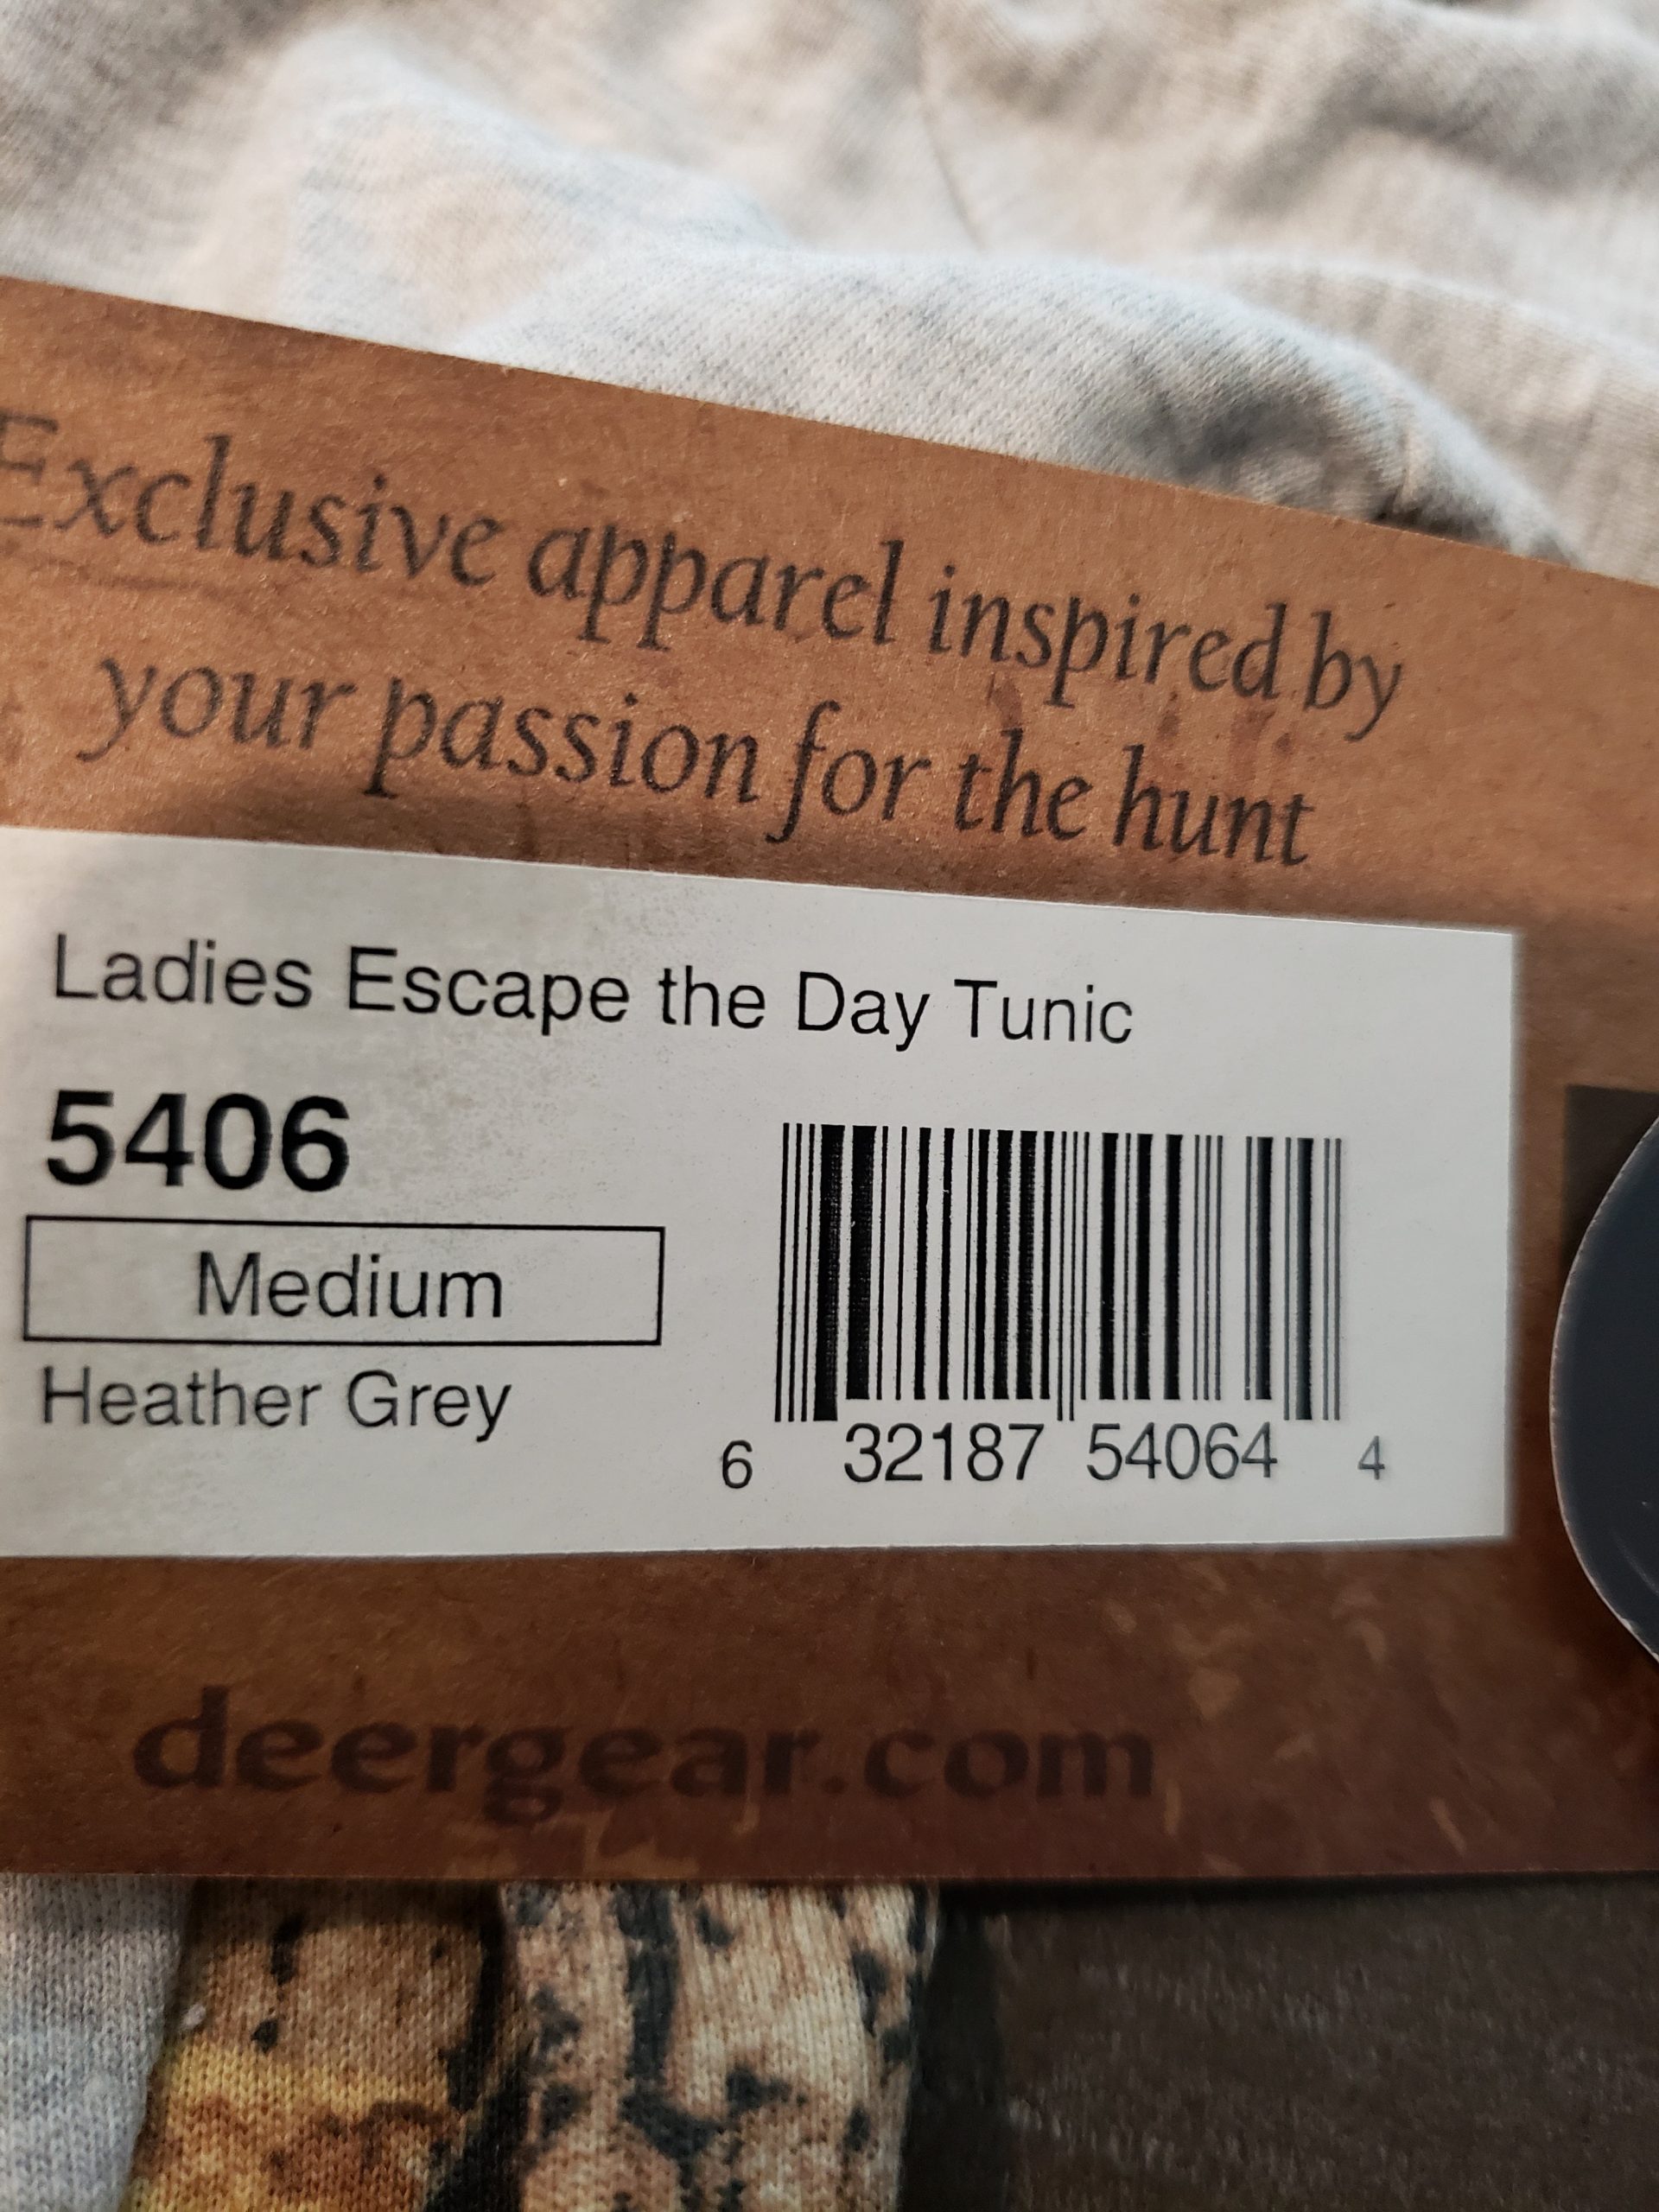 Exclusive apparel inspired by
your passion for the hunt
Ladies Escape the Day Tunic
5406
Medium
Heather Grey
6 32187 54064 4
deergear.com